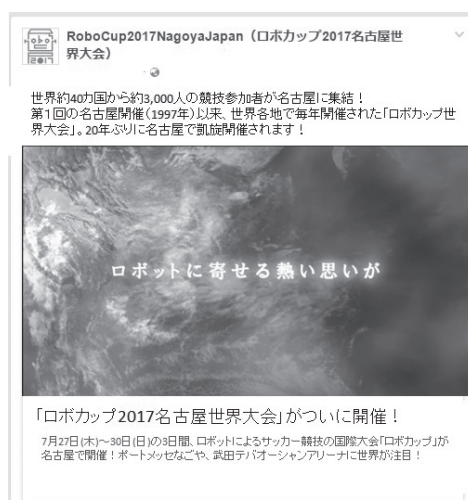 RoboCup2017NagoyaJapan（ロボカップ2017名古屋世
界大会）
世界約40カ国から約3,000人の競技参加者が名古屋に集結！
第1回の名古屋開催（1997年）以来、世界各地で毎年開催された「ロボカップ世
界大会」。20年ぶりに名古屋で凱旋開催されます！
ロボットに寄せる熱い思いが
「ロボカップ2017名古屋世界大会」がついに開催！
7月27日(木)～30日(日)の3日間、ロボットによるサッカー競技の国際大会「ロボカップ」が
名古屋で開催！ポートメッセなごや、武田テバオーシャンアリーナに世界が注目！